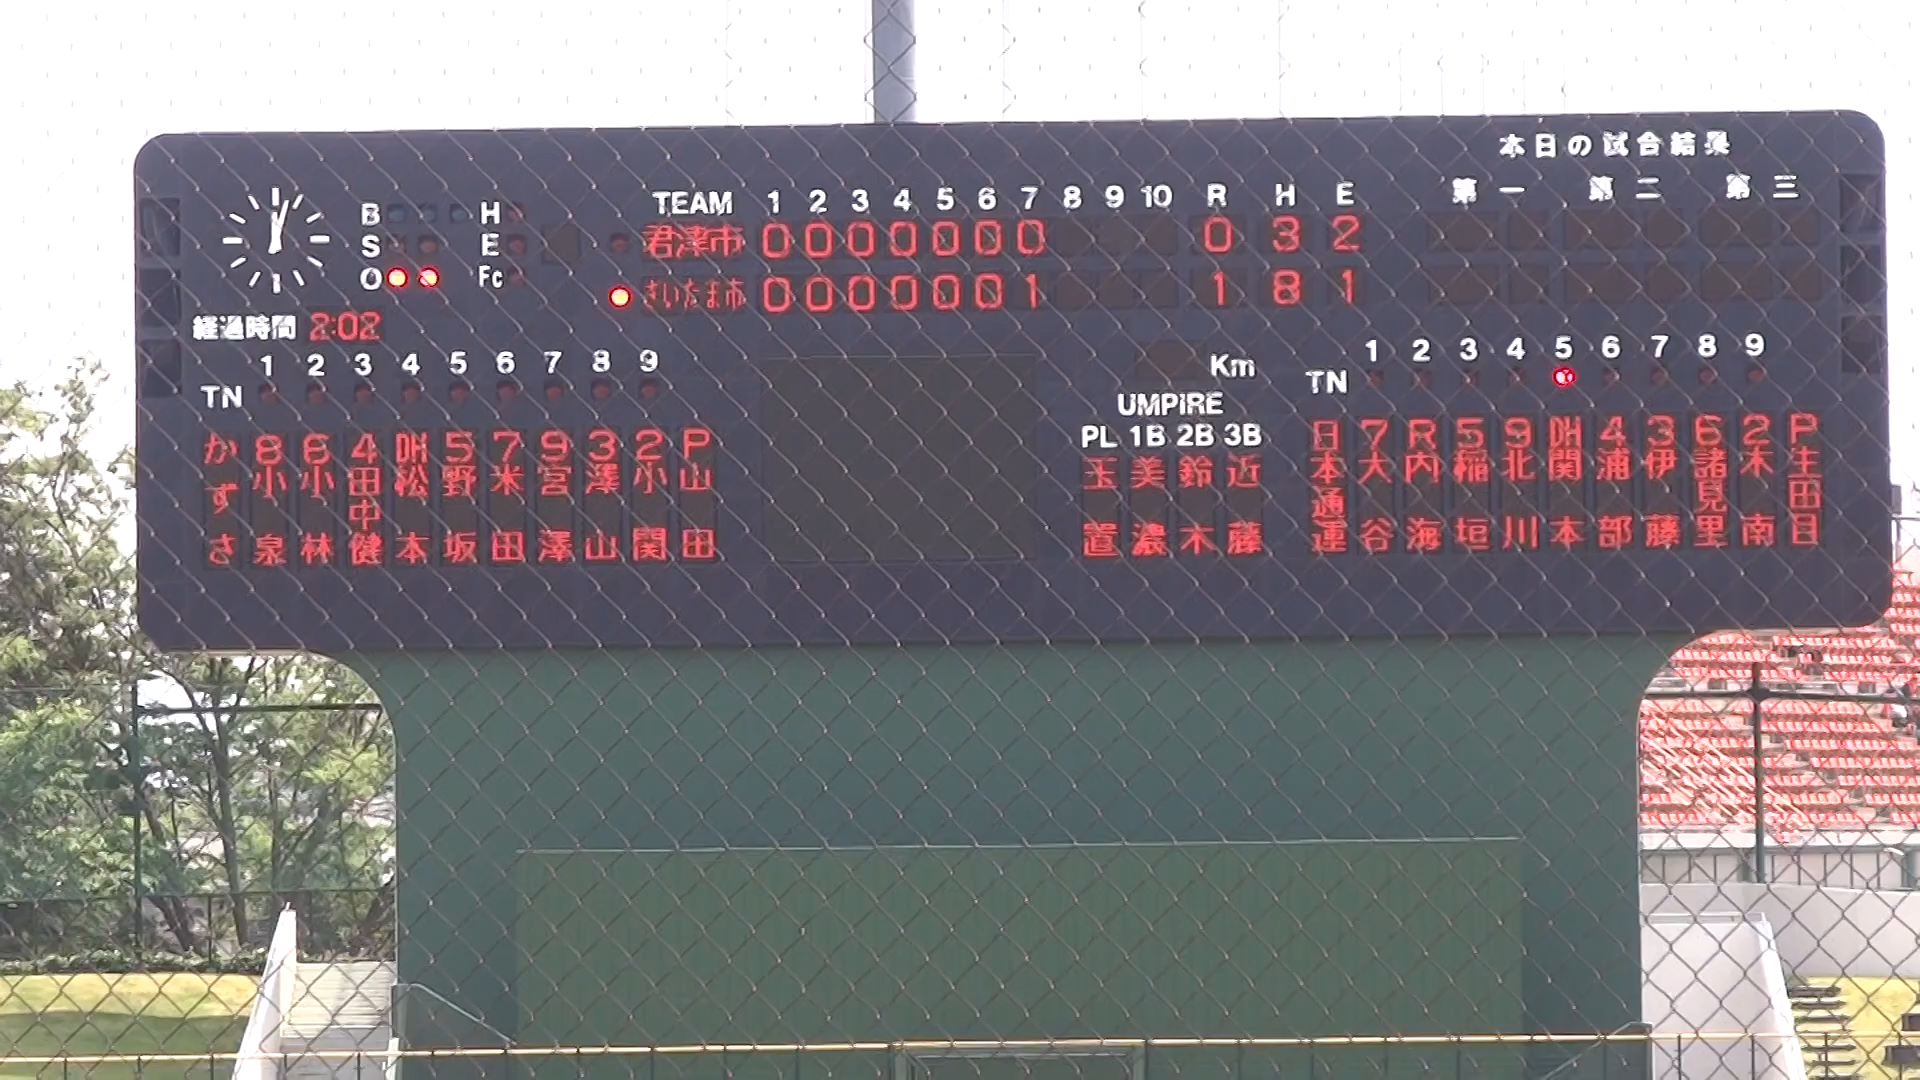 本日の試合結果
第一 第二 第三
B H TEAM 1 2 3 4 5 6 7 8 9 10 R H E
S E 君津市 0 0 0 0 0 0 0 0 3 2
O Fc さいたま市 0 0 0 0 0 0 1 1 8 1
経過時間 2:02
1 2 3 4 5 6 7 8 9
TN
かずさ
8 小泉
6 小林
4 田中健
DH 松本
5 野坂
7 米田
9 宮澤
3 澤山
2 小関
P 山田
Km
UMPIRE
PL 1B 2B 3B
玉置
美濃
鈴木
近藤
1 2 3 4 5 6 7 8 9
TN
日本通運
7 大谷
R 内海
5 稲垣
9 北川
DH 関本
4 浦部
3 伊藤
6 諸見里
2 木南
P 生田目